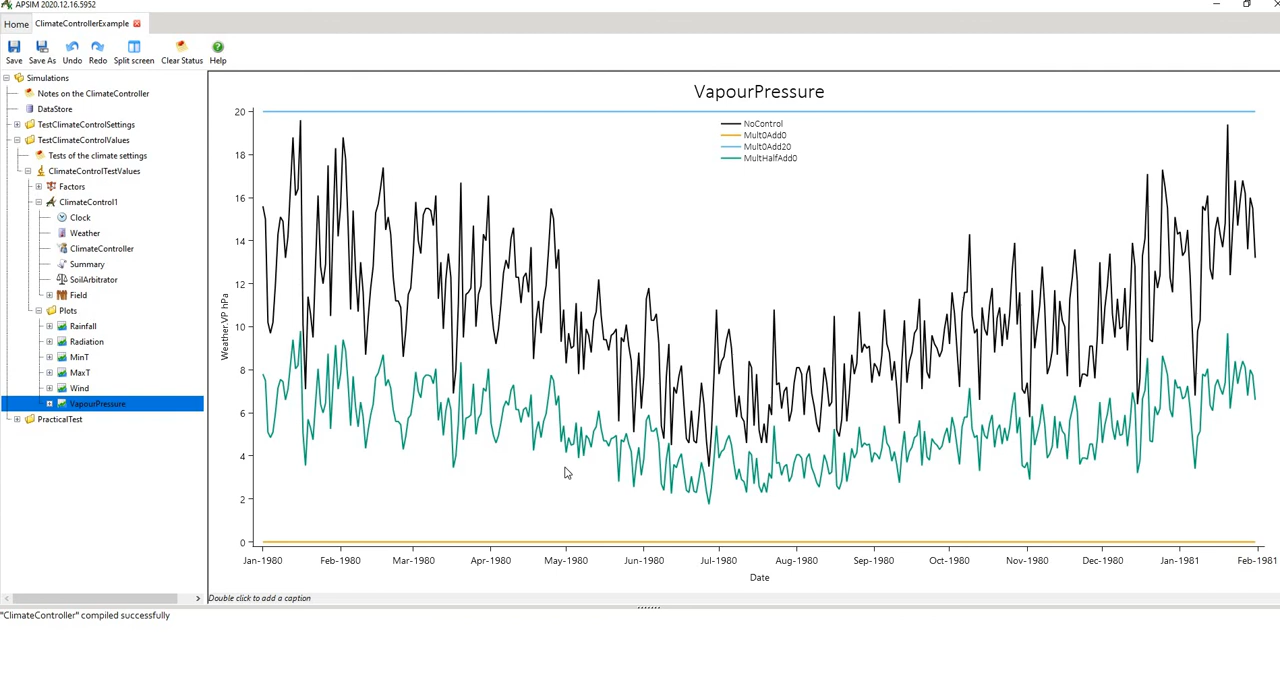 APSIM 2020.12.16.5952
Home ClimateControllerExample
Save Save As Undo Redo Split screen Clear Status Help
Simulations
Notes on the ClimateController
DataStore
TestClimateControlSettings
TestClimateControlValues
Tests of the climate settings
ClimateControlTestValues
Factors
ClimateControl1
Clock
Weather
ClimateController
Summary
SoilArbitrator
Field
Plots
Rainfall
Radiation
MinT
MaxT
Wind
VapourPressure
PracticalTest
VapourPressure
NoControl
Mult0Add0
Mult0Add20
MultHalfAdd0
Weather.VP hPa
20
18
16
14
12
10
8
6
4
2
0
Jan-1980 Feb-1980 Mar-1980 Apr-1980 May-1980 Jun-1980 Jul-1980 Aug-1980 Sep-1980 Oct-1980 Nov-1980 Dec-1980 Jan-1981 Feb-1981
Date
Double click to add a caption
"ClimateController" compiled successfully